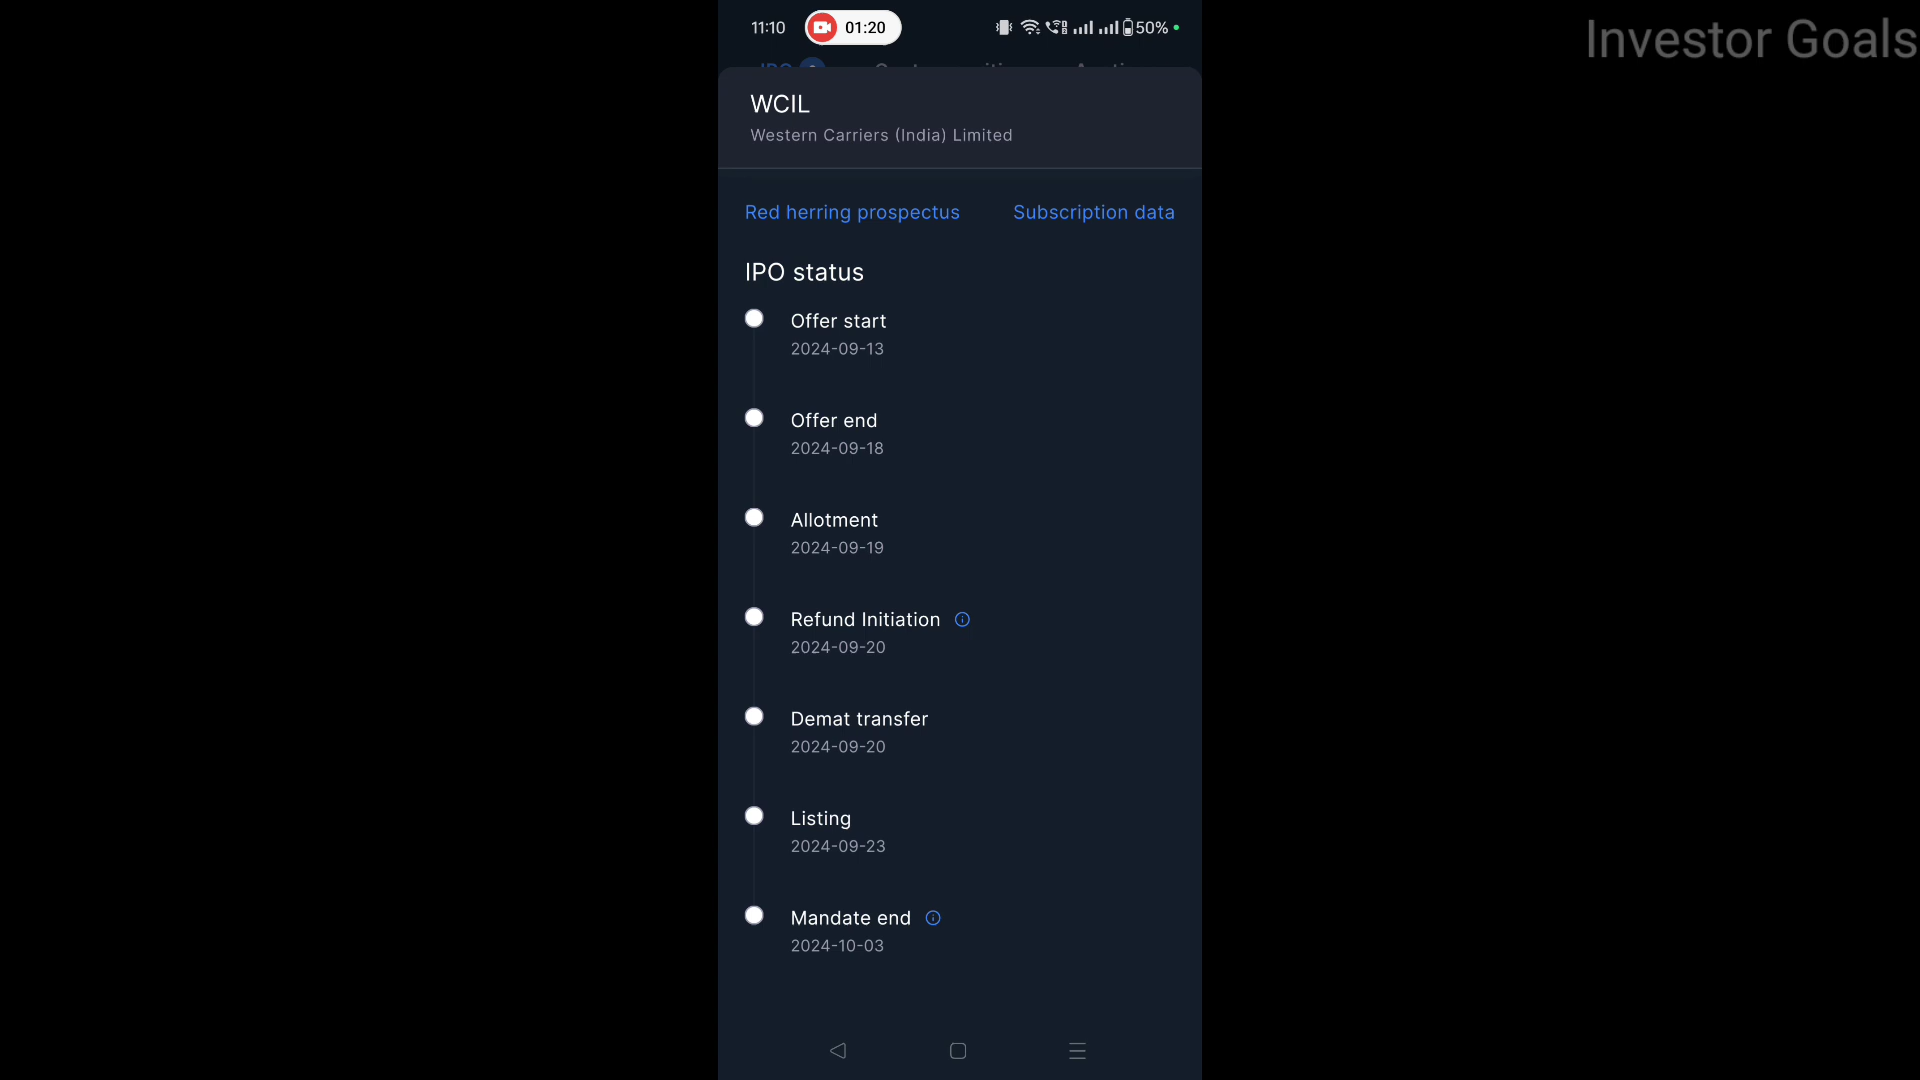 Investor Goals
11:10 01:20 50%
WCIL
Western Carriers (India) Limited
Red herring prospectus Subscription data
IPO status
Offer start
2024-09-13
Offer end
2024-09-18
Allotment
2024-09-19
Refund Initiation
2024-09-20
Demat transfer
2024-09-20
Listing
2024-09-23
Mandate end
2024-10-03